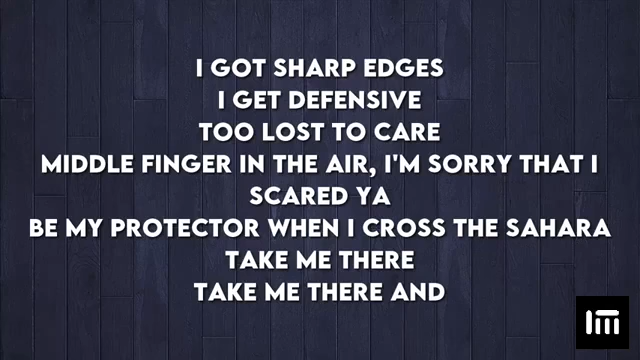 I GOT SHARP EDGES
I GET DEFENSIVE
TOO LOST TO CARE
MIDDLE FINGER IN THE AIR, I'M SORRY THAT I
SCARED YA
BE MY PROTECTOR WHEN I CROSS THE SAHARA
TAKE ME THERE
TAKE ME THERE AND